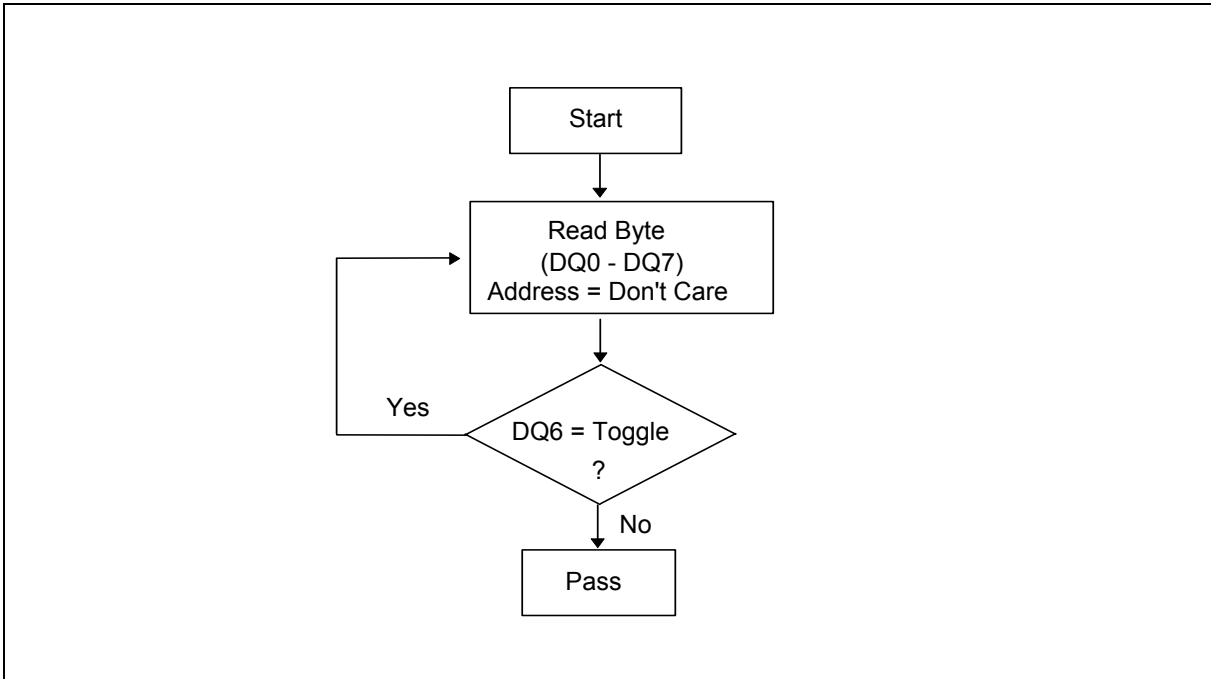 Start
Read Byte
(DQ0 - DQ7)
Address = Don't Care
Yes
DQ6 = Toggle
?
No
Pass